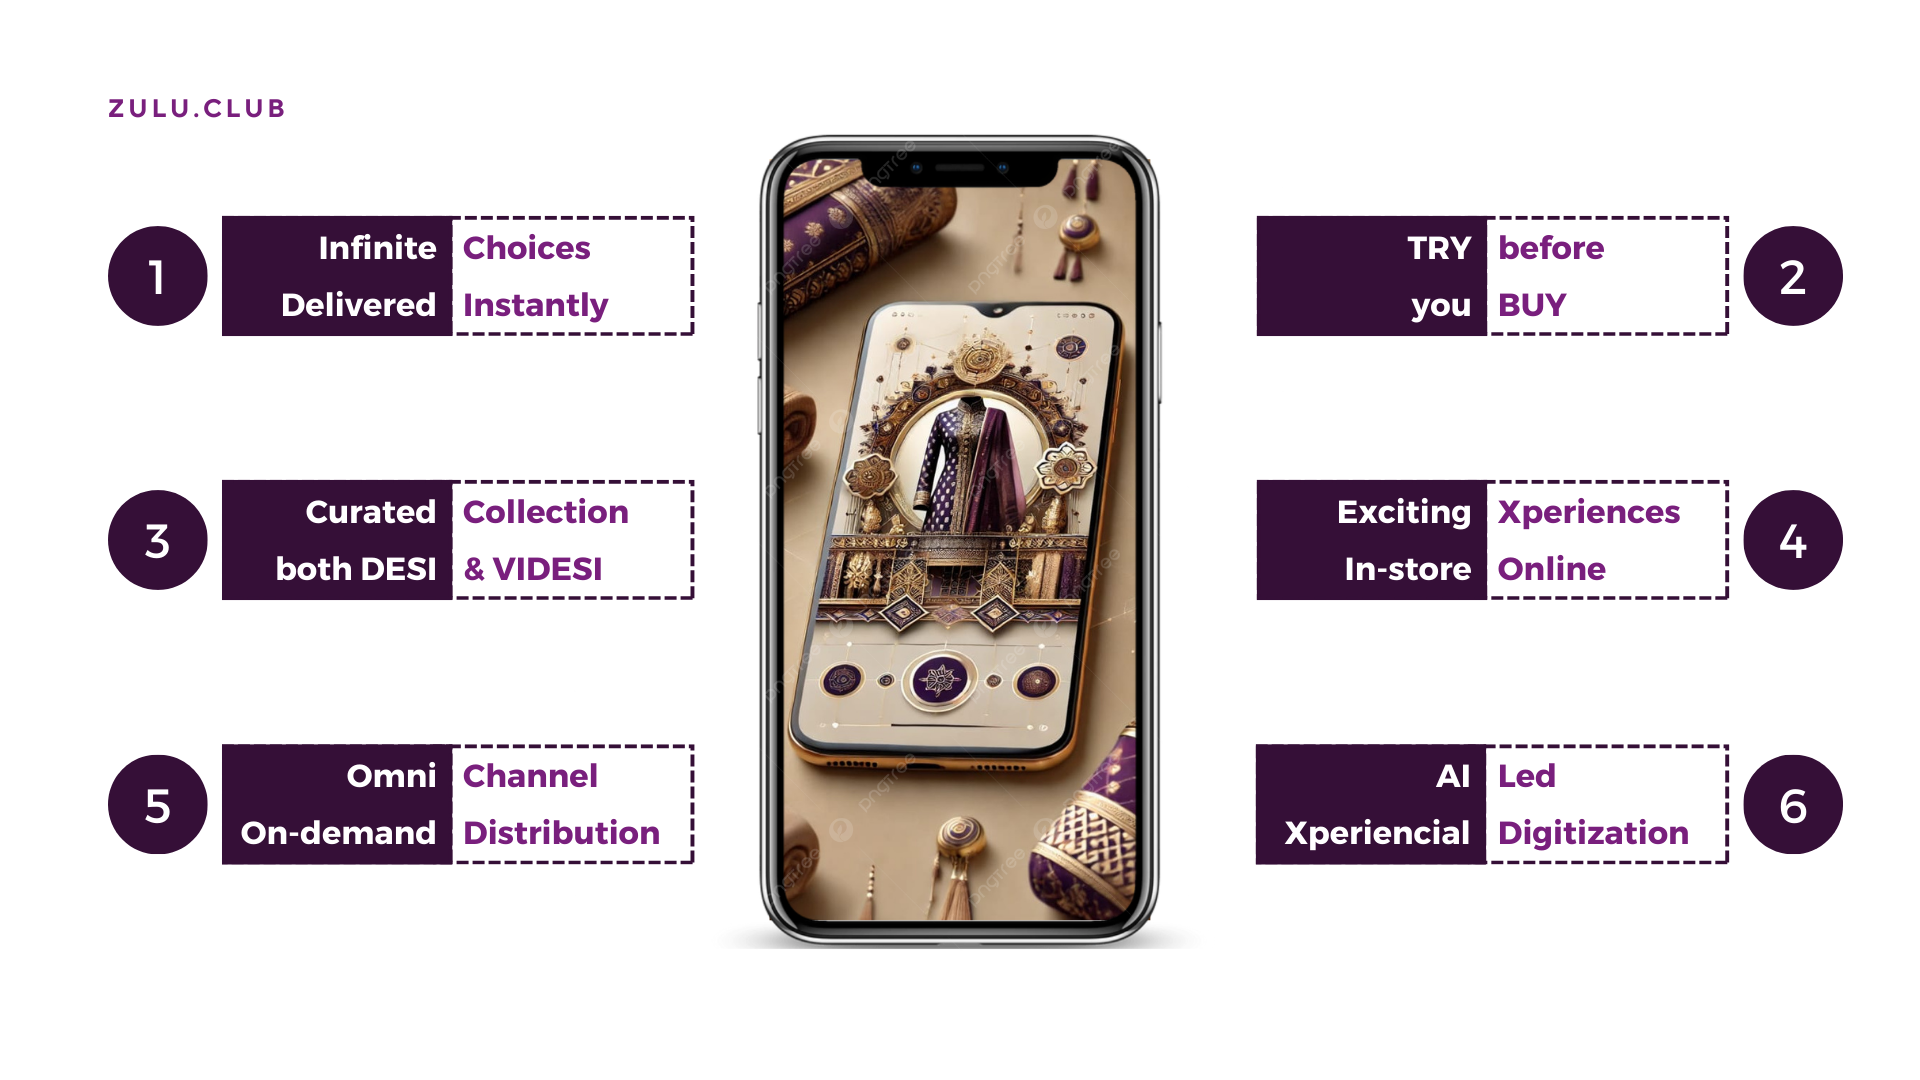 ZULU.CLUB
1
Infinite Choices
Delivered Instantly
TRY before
you BUY
2
3
Curated Collection
both DESI & VIDESI
Exciting Xperiences
In-store Online
4
5
Omni Channel
On-demand Distribution
AI Led
Xperiencial Digitization
6
pngtree